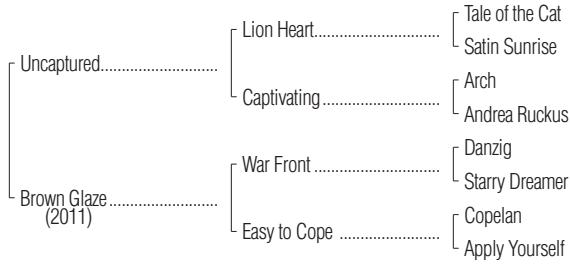 Tale of the Cat
Lion Heart..............................
Satin Sunrise
Uncaptured...........................
Arch
Captivating............................
Andrea Ruckus
Danzig
War Front..............................
Starry Dreamer
Brown Glaze.........................
(2011)
Copelan
Easy to Cope........................
Apply Yourself